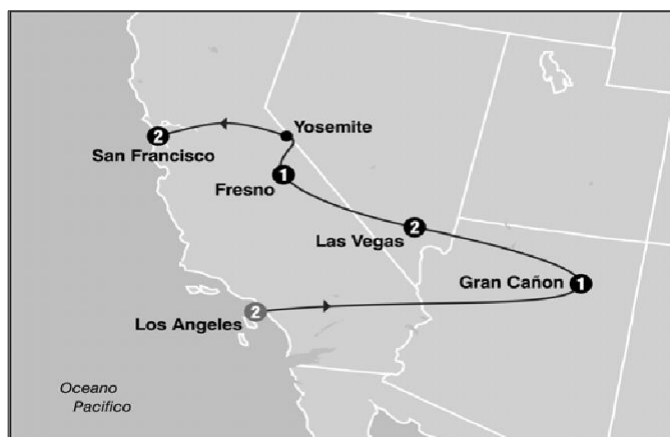 Yosemite
2
San Francisco
1
Fresno
2
Las Vegas
Gran Cañon
1
2
Los Angeles
Oceano
Pacifico